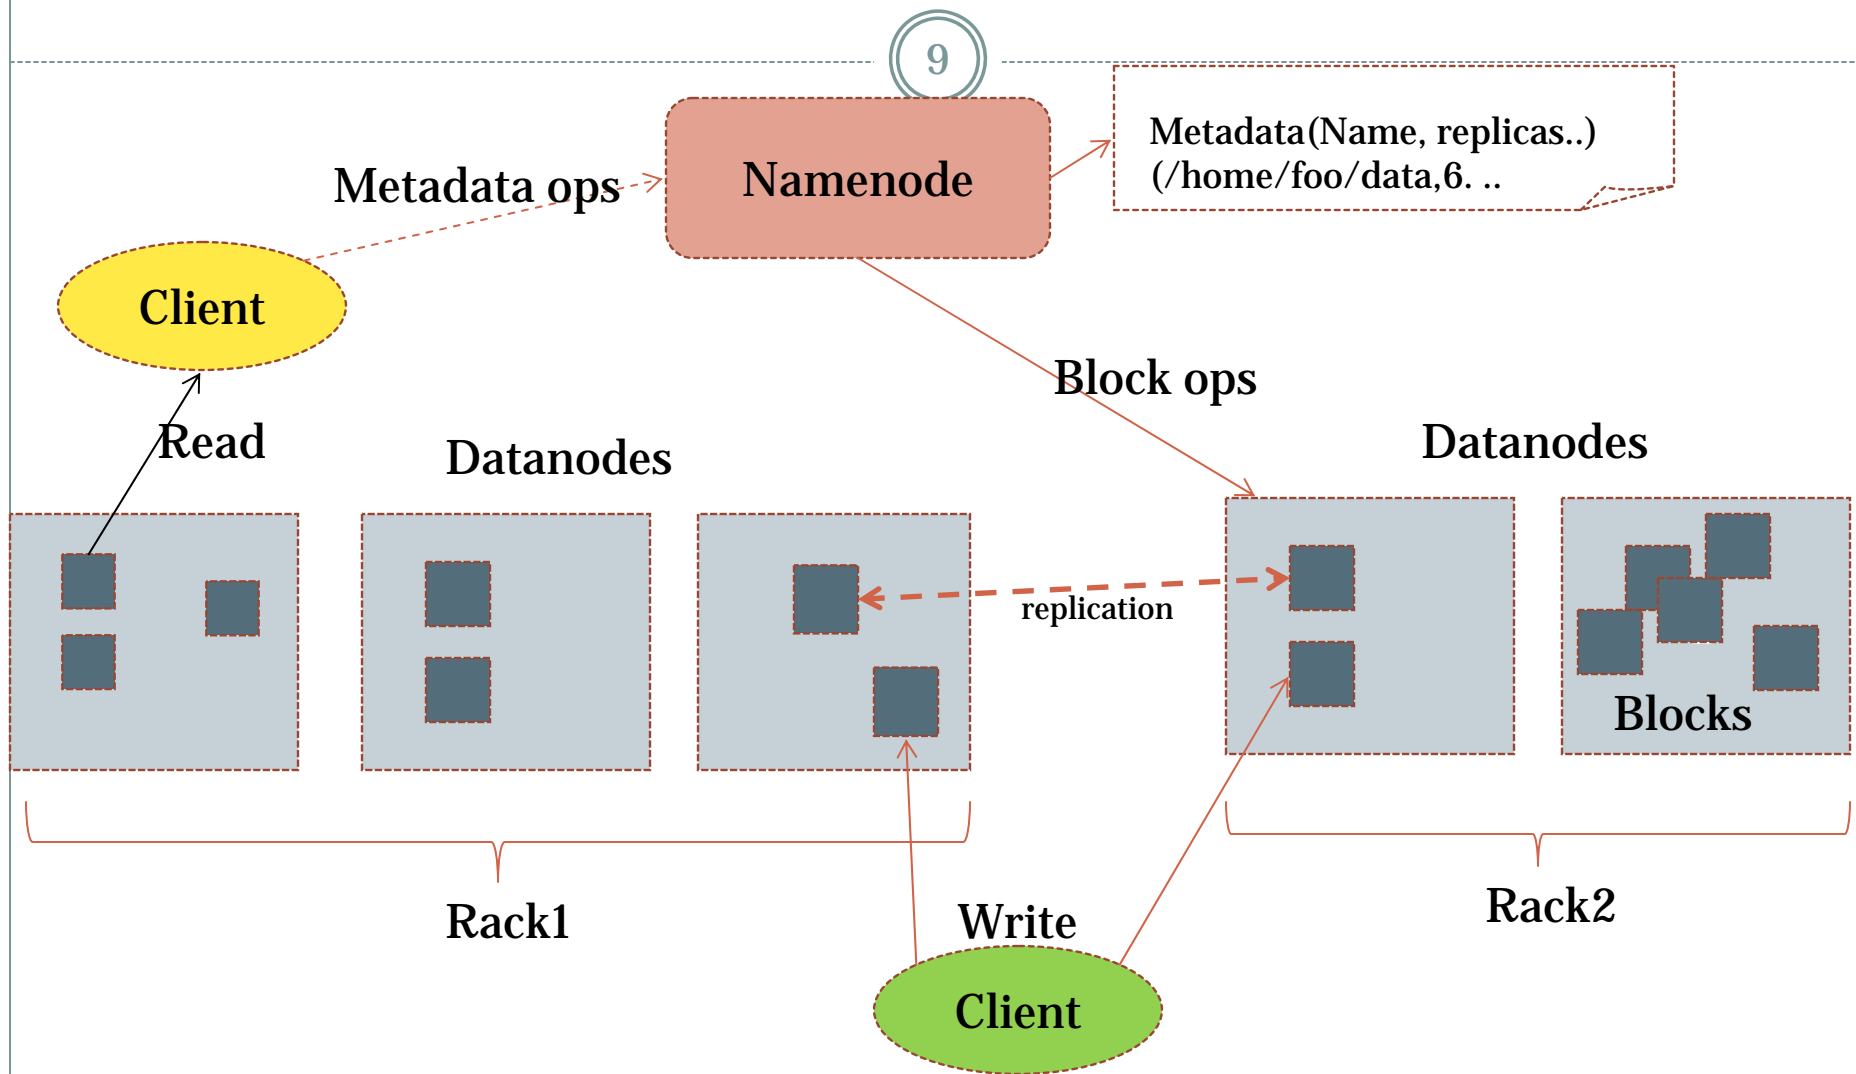 9
Metadata(Name, replicas..)
(/home/foo/data,6. ..
Namenode
Metadata ops
Client
Block ops
Read
Datanodes
Datanodes
replication
Blocks
Rack1
Write
Rack2
Client